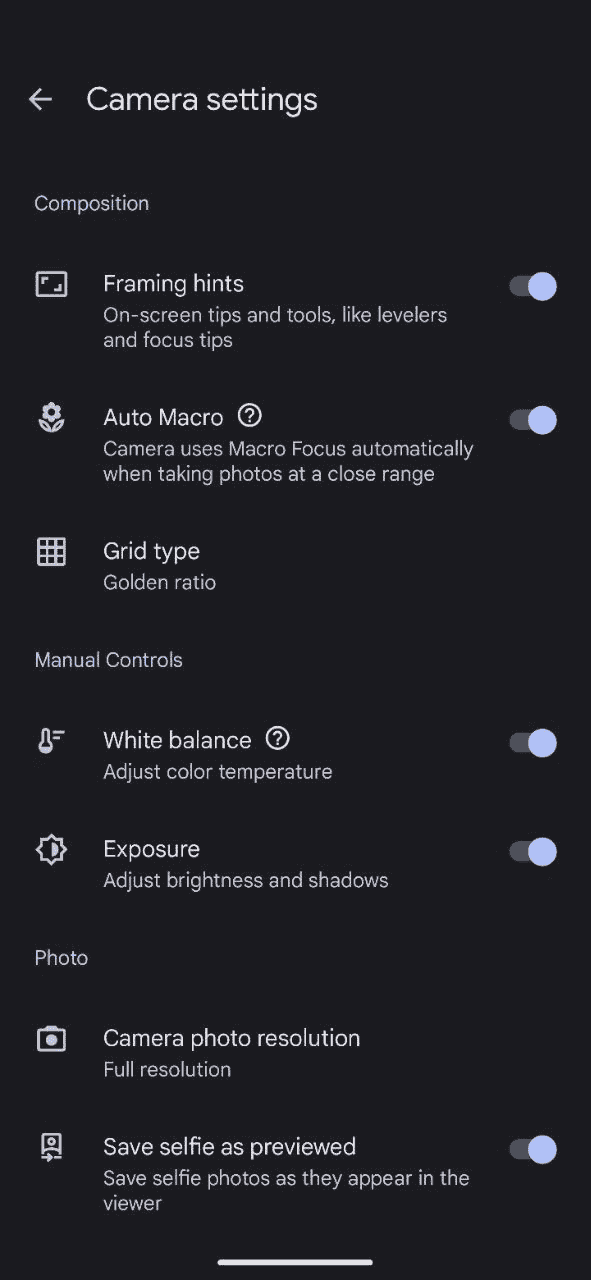 Camera settings
Composition
Framing hints
On-screen tips and tools, like levelers
and focus tips
Auto Macro
Camera uses Macro Focus automatically
when taking photos at a close range
Grid type
Golden ratio
Manual Controls
White balance
Adjust color temperature
Exposure
Adjust brightness and shadows
Photo
Camera photo resolution
Full resolution
Save selfie as previewed
Save selfie photos as they appear in the
viewer